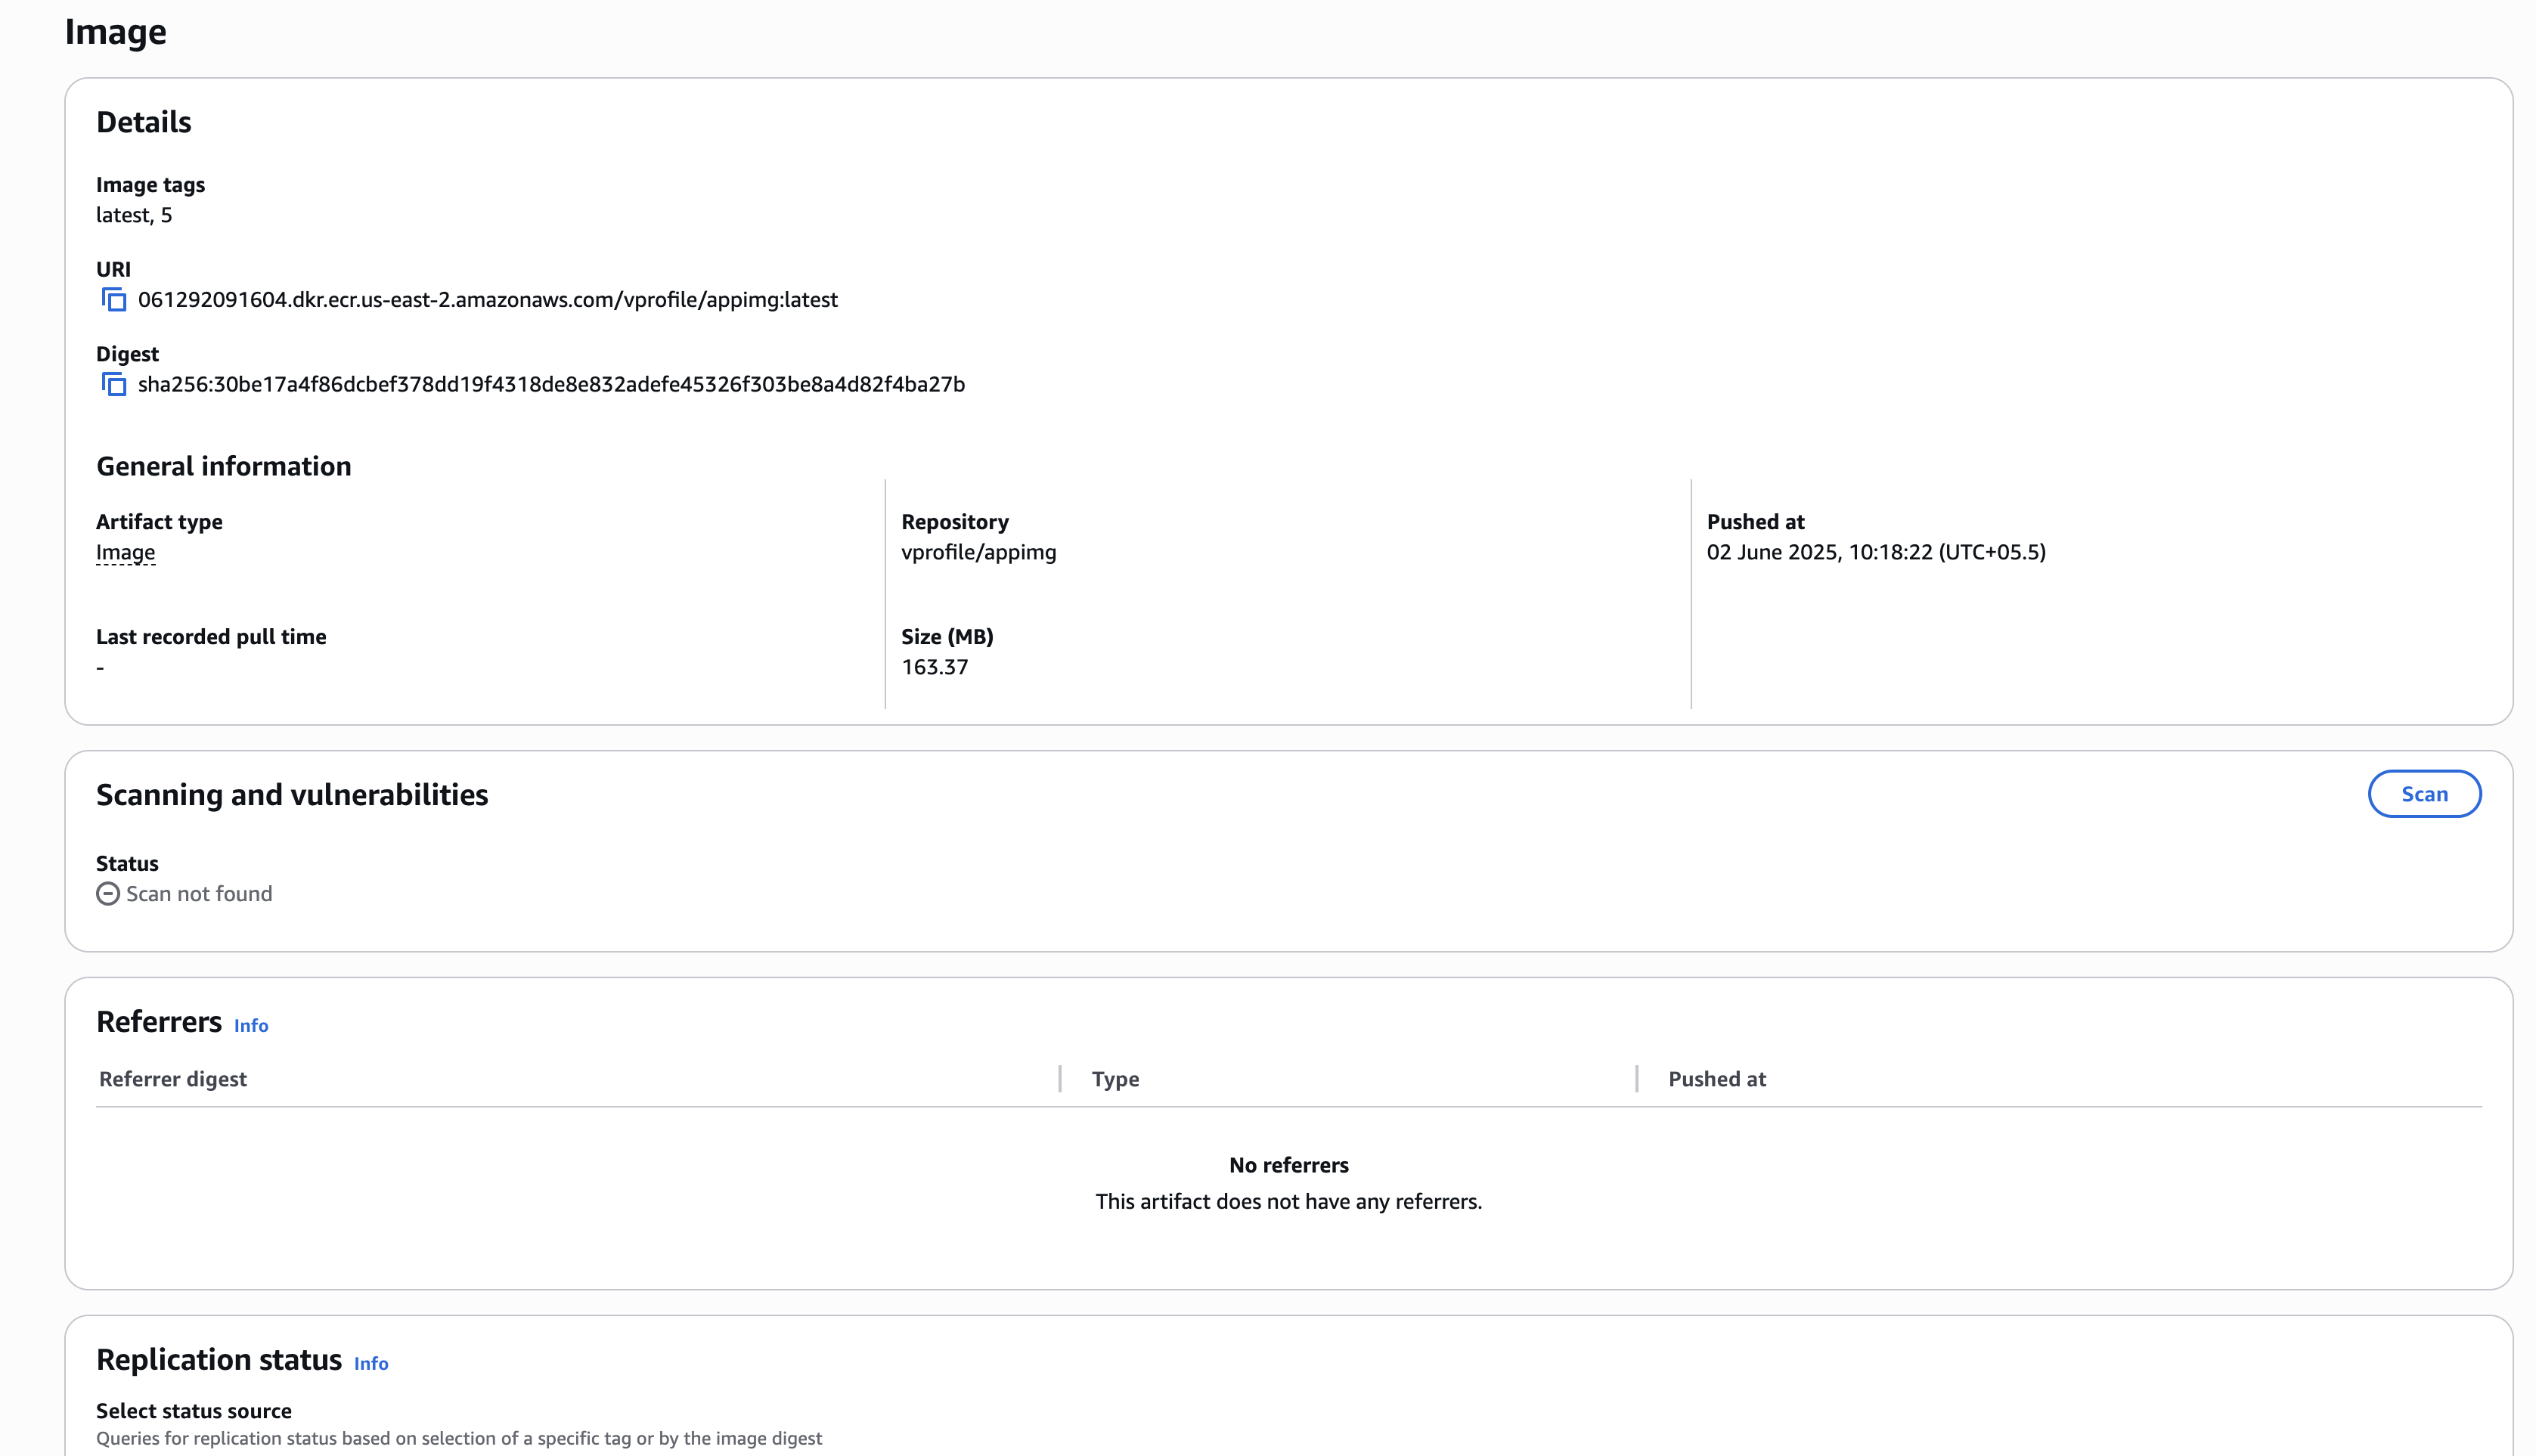 Image
Details
Image tags
latest, 5
URI
061292091604.dkr.ecr.us-east-2.amazonaws.com/vprofile/appimg:latest
Digest
sha256:30be17a4f86dcbef378dd19f4318de8e832adefe45326f303be8a4d82f4ba27b
General information
Artifact type
Image
Repository
vprofile/appimg
Pushed at
02 June 2025, 10:18:22 (UTC+05.5)
Last recorded pull time
-
Size (MB)
163.37
Scanning and vulnerabilities
Scan
Status
Scan not found
Referrers Info
Referrer digest Type Pushed at
No referrers
This artifact does not have any referrers.
Replication status Info
Select status source
Queries for replication status based on selection of a specific tag or by the image digest